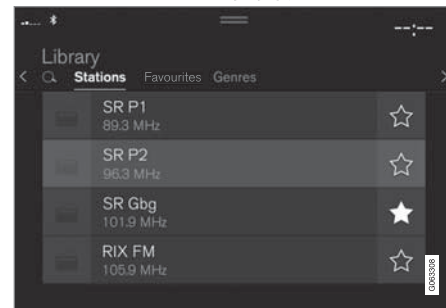 --:--
Library
Stations Favourites Genres
SR P1
89.3 MHz
SR P2
96.3 MHz
SR Gbg
101.9 MHz
RIX FM
105.9 MHz
G063308